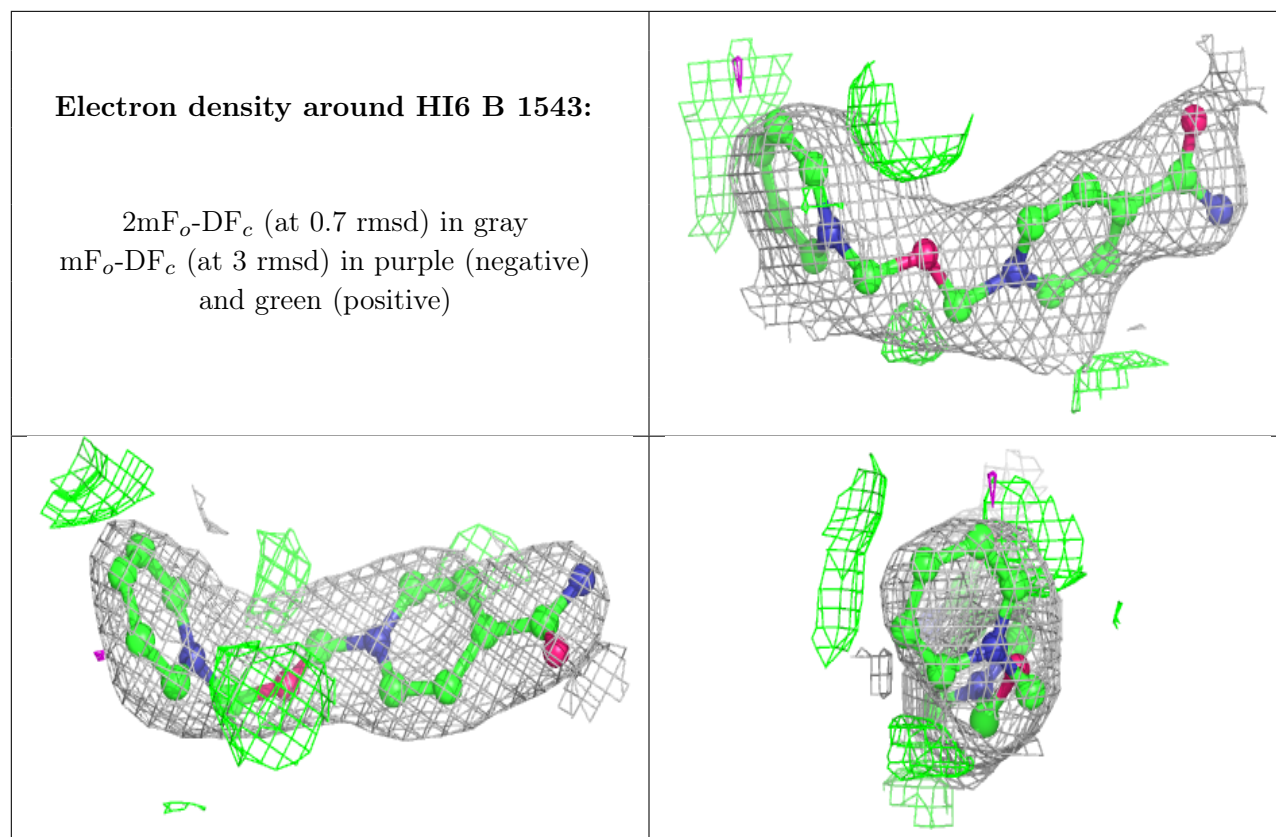 Electron density around HI6 B 1543:
2mFₒ-DF𝒸 (at 0.7 rmsd) in gray
mFₒ-DF𝒸 (at 3 rmsd) in purple (negative)
and green (positive)